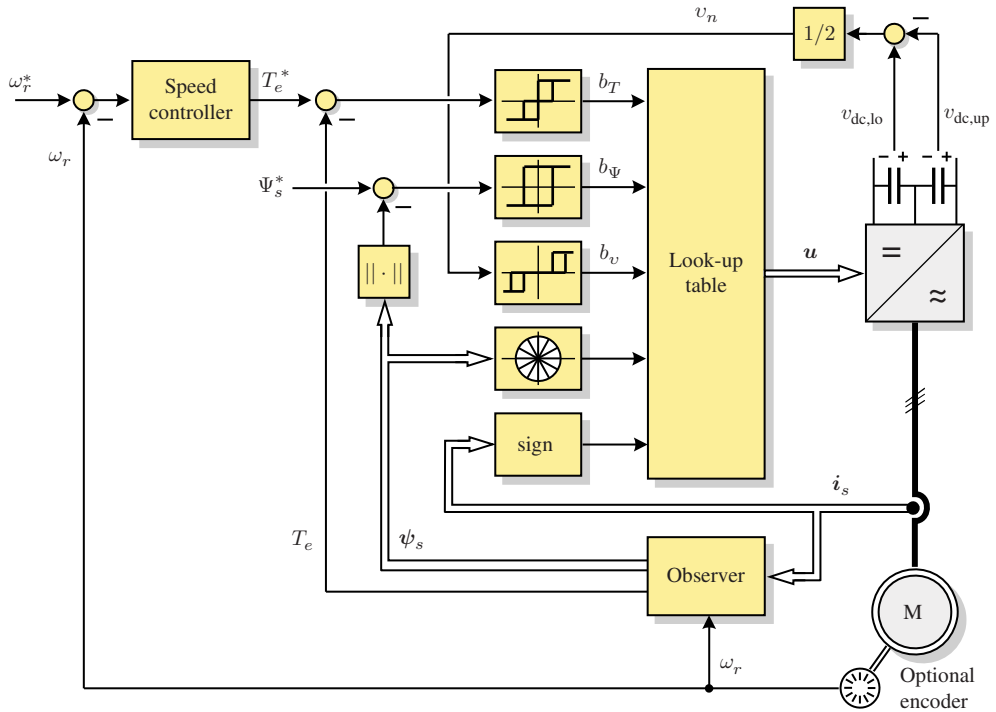 v_n
1/2
−
ω_r^*
Speed
controller
T_e^*
−
−
b_T
v_dc,lo
v_dc,up
ω_r
− + − +
Ψ_s^*
−
b_Ψ
|| · ||
b_υ
Look-up
table
u
=
≈
sign
i_s
T_e
ψ_s
Observer
M
ω_r
Optional
encoder